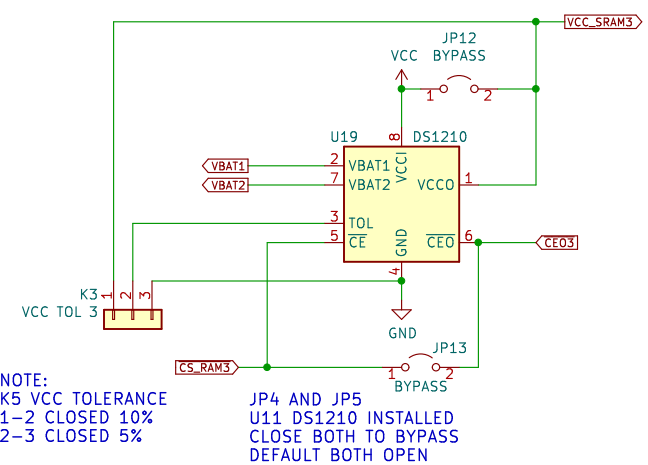 VCC_SRAM3
JP12
VCC BYPASS
1 2
U19 8 DS1210
VBAT1 2 VBAT1 VCCI
VBAT2 7 VBAT2 VCCO 1
3 TOL
5 CE GND CEO 6 CEO3
4
K3 1 2 3
VCC TOL 3
GND
JP13
CS_RAM3 1 2
BYPASS
NOTE:
K5 VCC TOLERANCE
1-2 CLOSED 10%
2-3 CLOSED 5%
JP4 AND JP5
U11 DS1210 INSTALLED
CLOSE BOTH TO BYPASS
DEFAULT BOTH OPEN